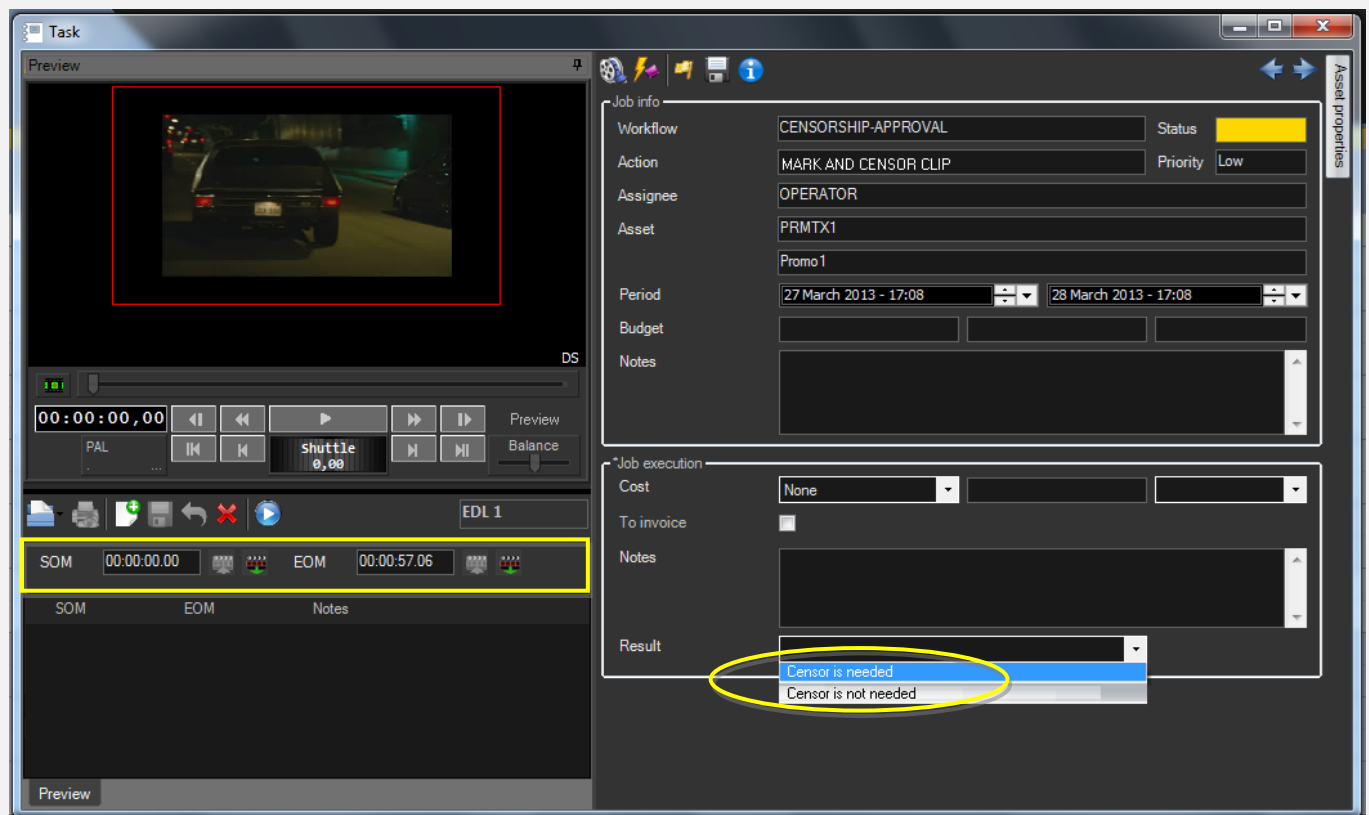 Task
Preview
DS
00:00:00,00
Preview
PAL
. ...
Shuttle
0,00
Balance
EDL 1
SOM 00:00:00.00 EOM 00:00:57.06
SOM EOM Notes
Preview
Asset properties
Job info
Workflow CENSORSHIP-APPROVAL Status
Action MARK AND CENSOR CLIP Priority Low
Assignee OPERATOR
Asset PRMTX1
Promo1
Period 27 March 2013 - 17:08 28 March 2013 - 17:08
Budget
Notes
*Job execution
Cost None
To invoice
Notes
Result
Censor is needed
Censor is not needed